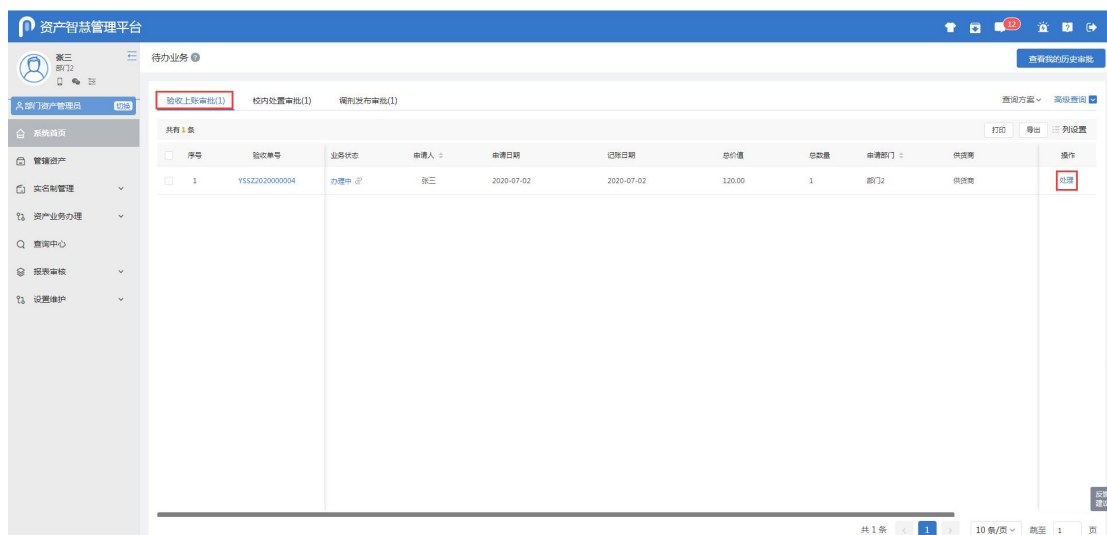 资产智慧管理平台
12
张三
部门2
部门资产管理员 切换
系统首页
管辖资产
实名制管理
资产业务办理
查询中心
报表审核
设置维护
待办业务
查看我的历史审批
验收上账审批(1) 校内处置审批(1) 调剂发布审批(1)
查询方案 高级查询
共有 1 条
打印 导出 列设置
序号 验收单号 业务状态 申请人 申请日期 记账日期 总价值 总数量 申请部门 供货商 操作
1 YSSZ2020000004 办理中 张三 2020-07-02 2020-07-02 120.00 1 部门2 供货商 处理
反馈
建议
共 1 条 < 1 > 10 条/页 跳至 1 页